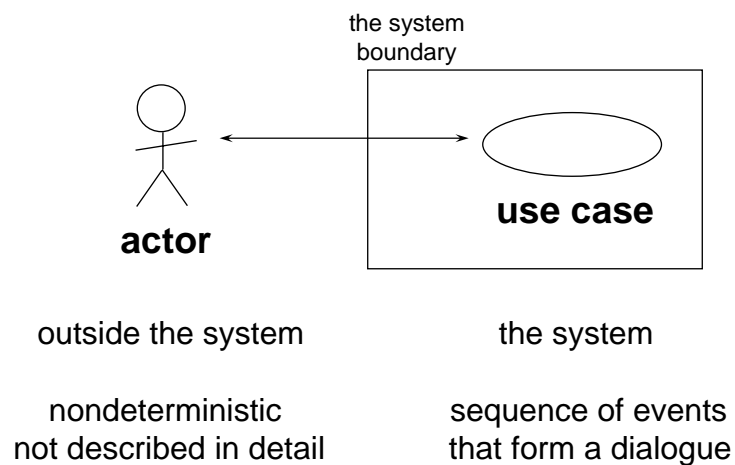 the system
boundary
actor
use case
outside the system
the system
nondeterministic
not described in detail
sequence of events
that form a dialogue